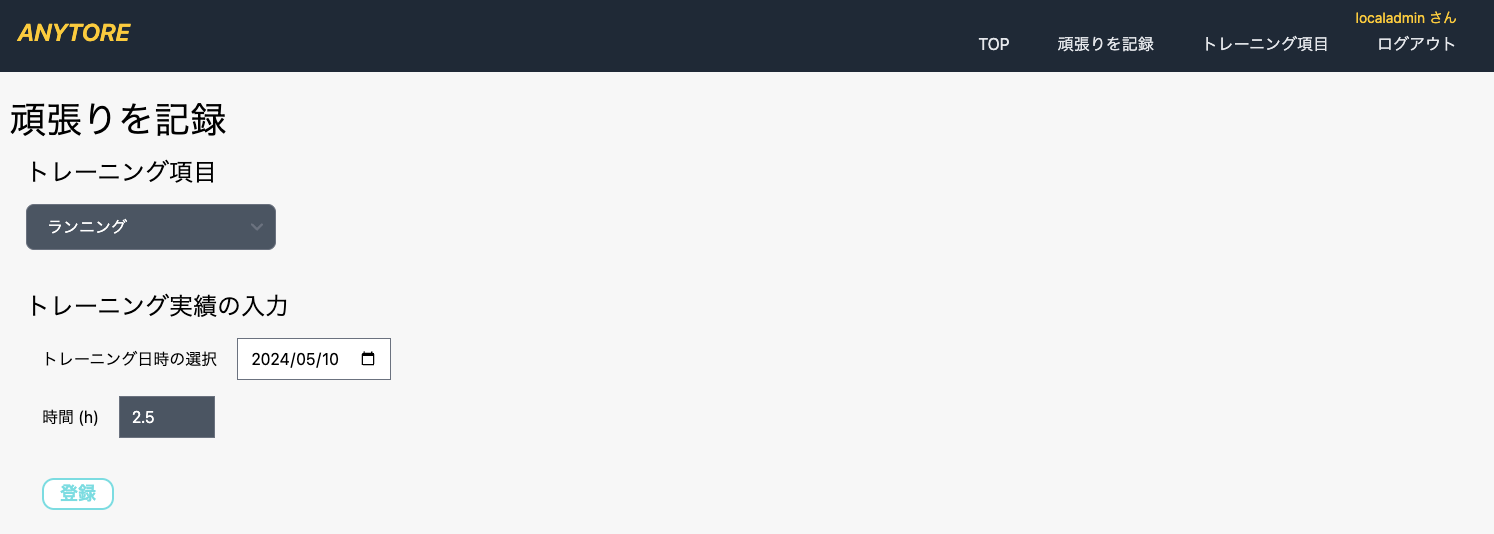 ANYTORE
localadmin さん
TOP 頑張りを記録 トレーニング項目 ログアウト
頑張りを記録
トレーニング項目
ランニング
トレーニング実績の入力
トレーニング日時の選択 2024/05/10
時間 (h) 2.5
登録